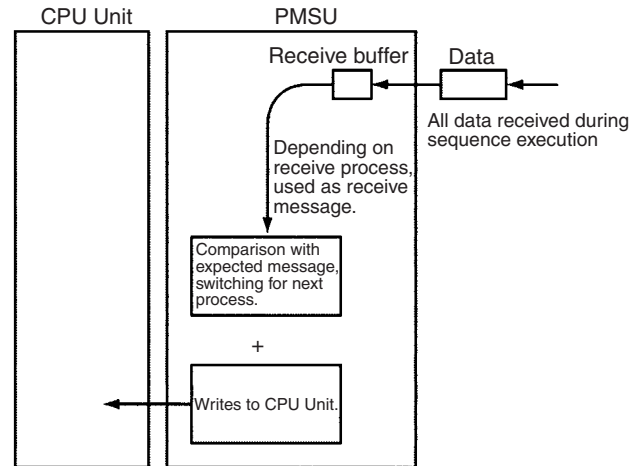 CPU Unit
PMSU
Receive buffer
Data
All data received during
sequence execution
Depending on
receive process,
used as receive
message.
Comparison with
expected message,
switching for next
process.
+
Writes to CPU Unit.